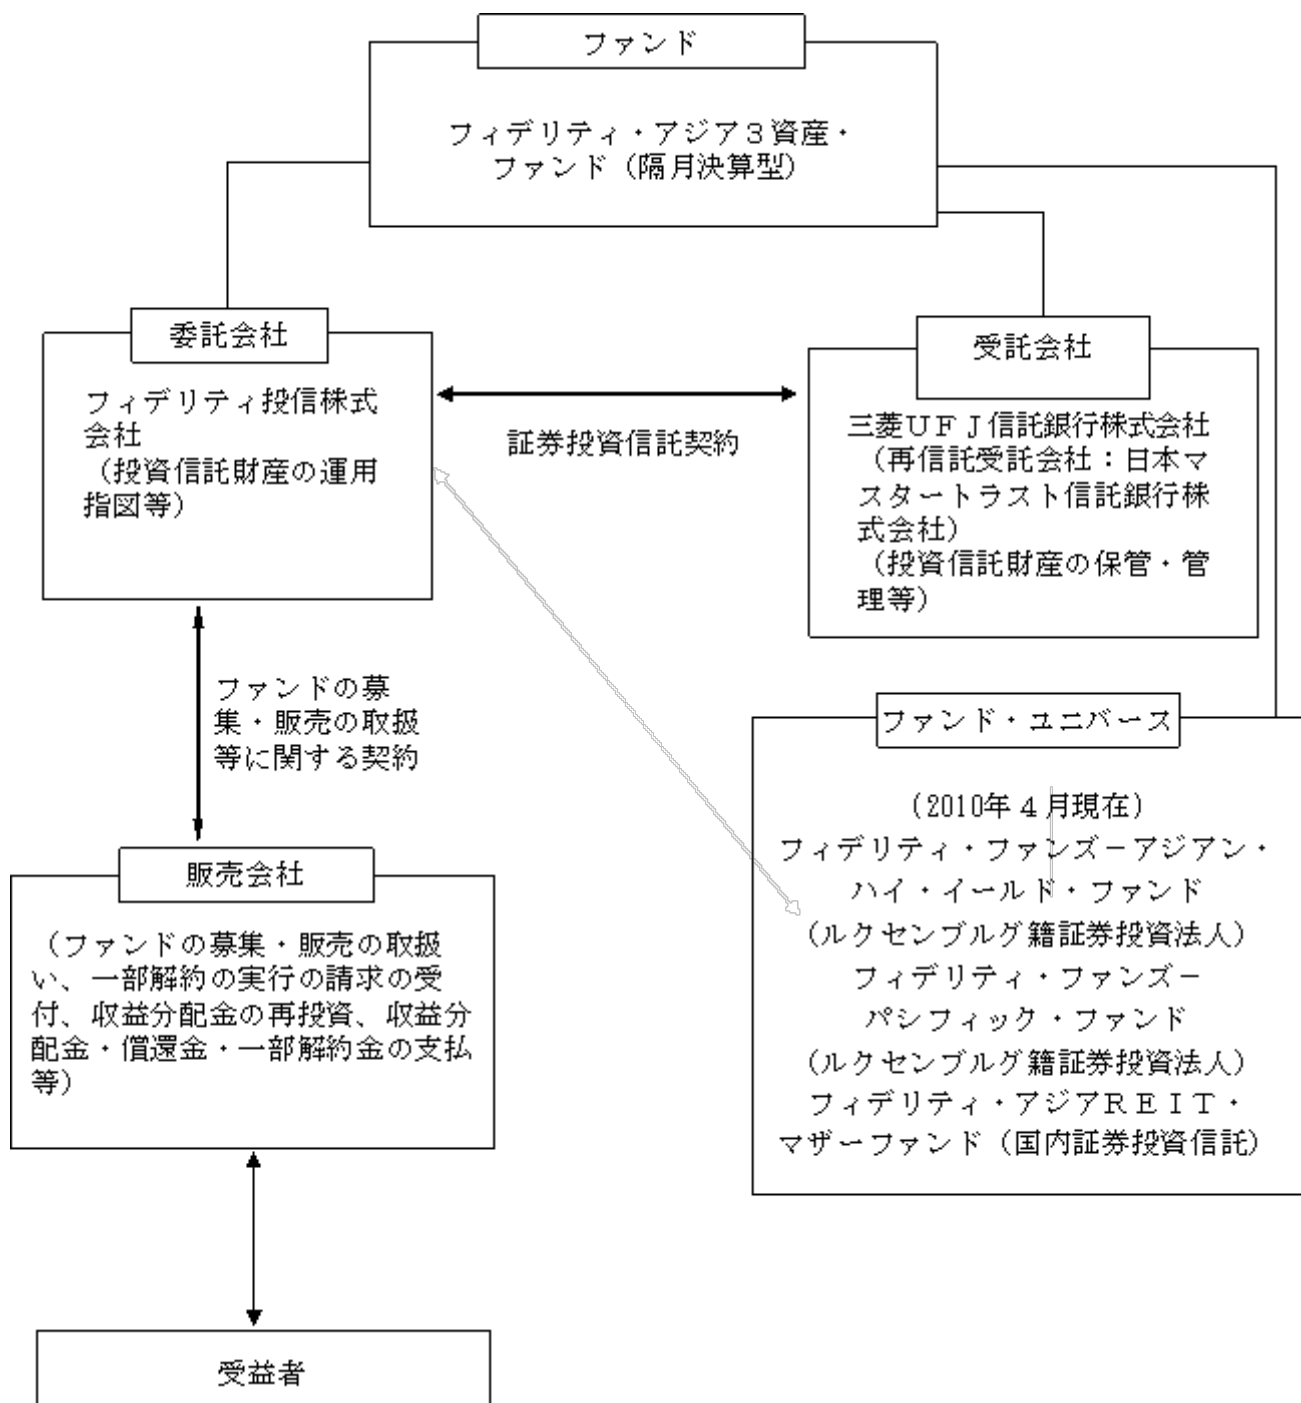 ファンド
フィデリティ・アジア３資産・
ファンド（隔月決算型）
委託会社
フィデリティ投信株式
会社
（投資信託財産の運用
指図等）
証券投資信託契約
受託会社
三菱ＵＦＪ信託銀行株式会社
（再信託受託会社：日本マ
スタートラスト信託銀行株
式会社）
（投資信託財産の保管・管
理等）
ファンドの募
集・販売の取扱
等に関する契約
ファンド・ユニバース
（2010年４月現在）
フィデリティ・ファンズ－アジアン・
ハイ・イールド・ファンド
（ルクセンブルグ籍証券投資法人）
フィデリティ・ファンズ－
パシフィック・ファンド
（ルクセンブルグ籍証券投資法人）
フィデリティ・アジアＲＥＩＴ・
マザーファンド（国内証券投資信託）
販売会社
（ファンドの募集・販売の取扱
い、一部解約の実行の請求の受
付、収益分配金の再投資、収益分
配金・償還金・一部解約金の支払
等）
受益者